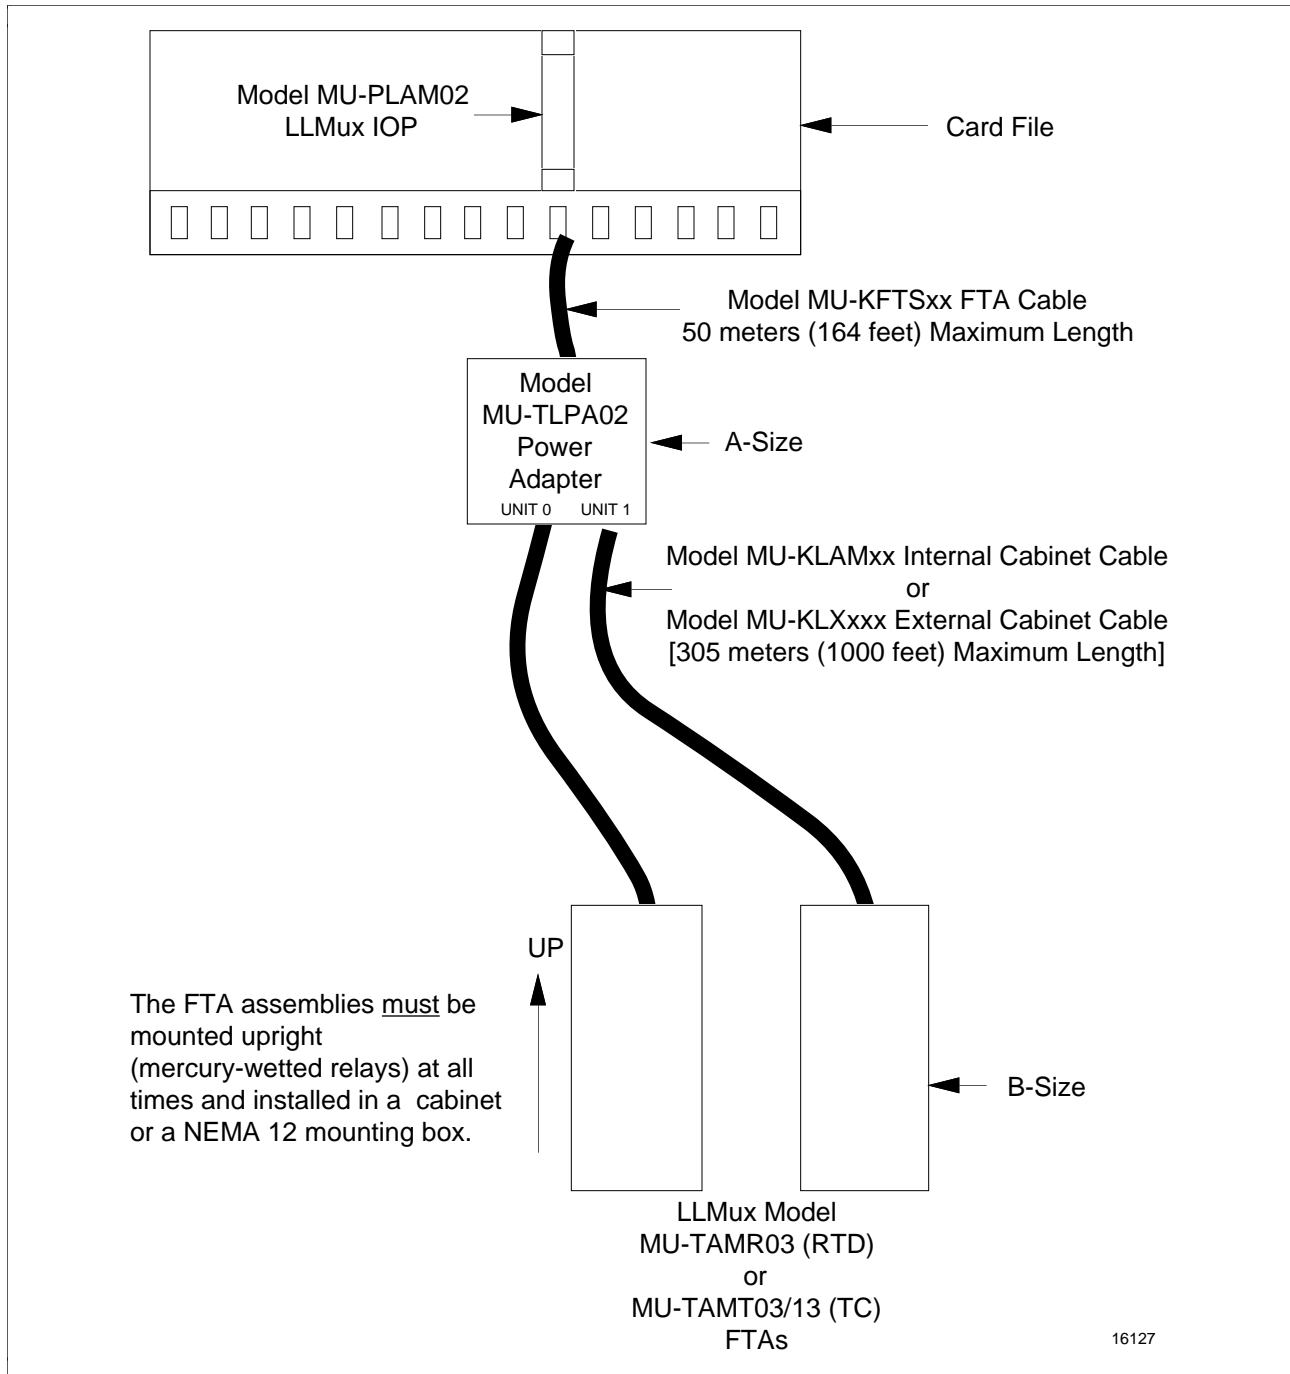 Model MU-PLAM02
LLMux IOP
Card File
Model MU-KFTSxx FTA Cable
50 meters (164 feet) Maximum Length
Model
MU-TLPA02
Power
Adapter
UNIT 0 UNIT 1
A-Size
Model MU-KLAMxx Internal Cabinet Cable
or
Model MU-KLXxxx External Cabinet Cable
[305 meters (1000 feet) Maximum Length]
UP
The FTA assemblies must be
mounted upright
(mercury-wetted relays) at all
times and installed in a cabinet
or a NEMA 12 mounting box.
B-Size
LLMux Model
MU-TAMR03 (RTD)
or
MU-TAMT03/13 (TC)
FTAs
16127